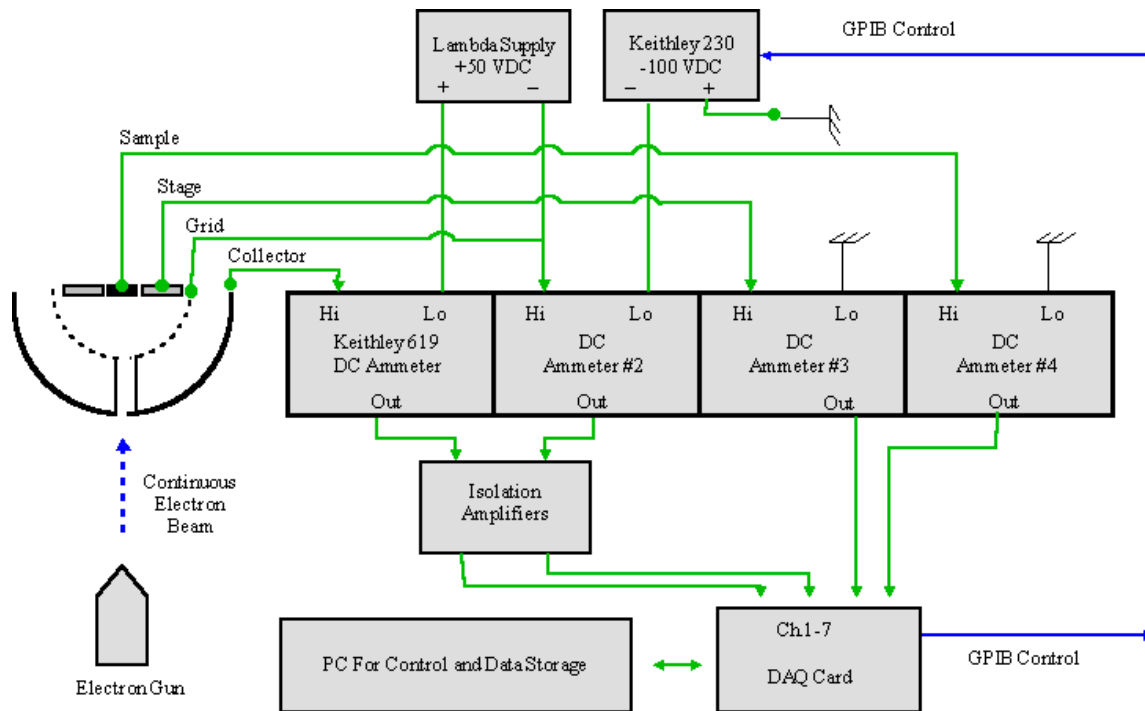 GPIB Control
Lambda Supply
+50 VDC
+ −
Keithley 230
-100 VDC
− +
Sample
Stage
Grid
Collector
Hi Lo
Keithley 619
DC Ammeter
Out
Hi Lo
DC
Ammeter #2
Out
Hi Lo
DC
Ammeter #3
Out
Hi Lo
DC
Ammeter #4
Out
Continuous
Electron
Beam
Isolation
Amplifiers
Electron Gun
PC For Control and Data Storage
Ch.1-7
DAQ Card
GPIB Control